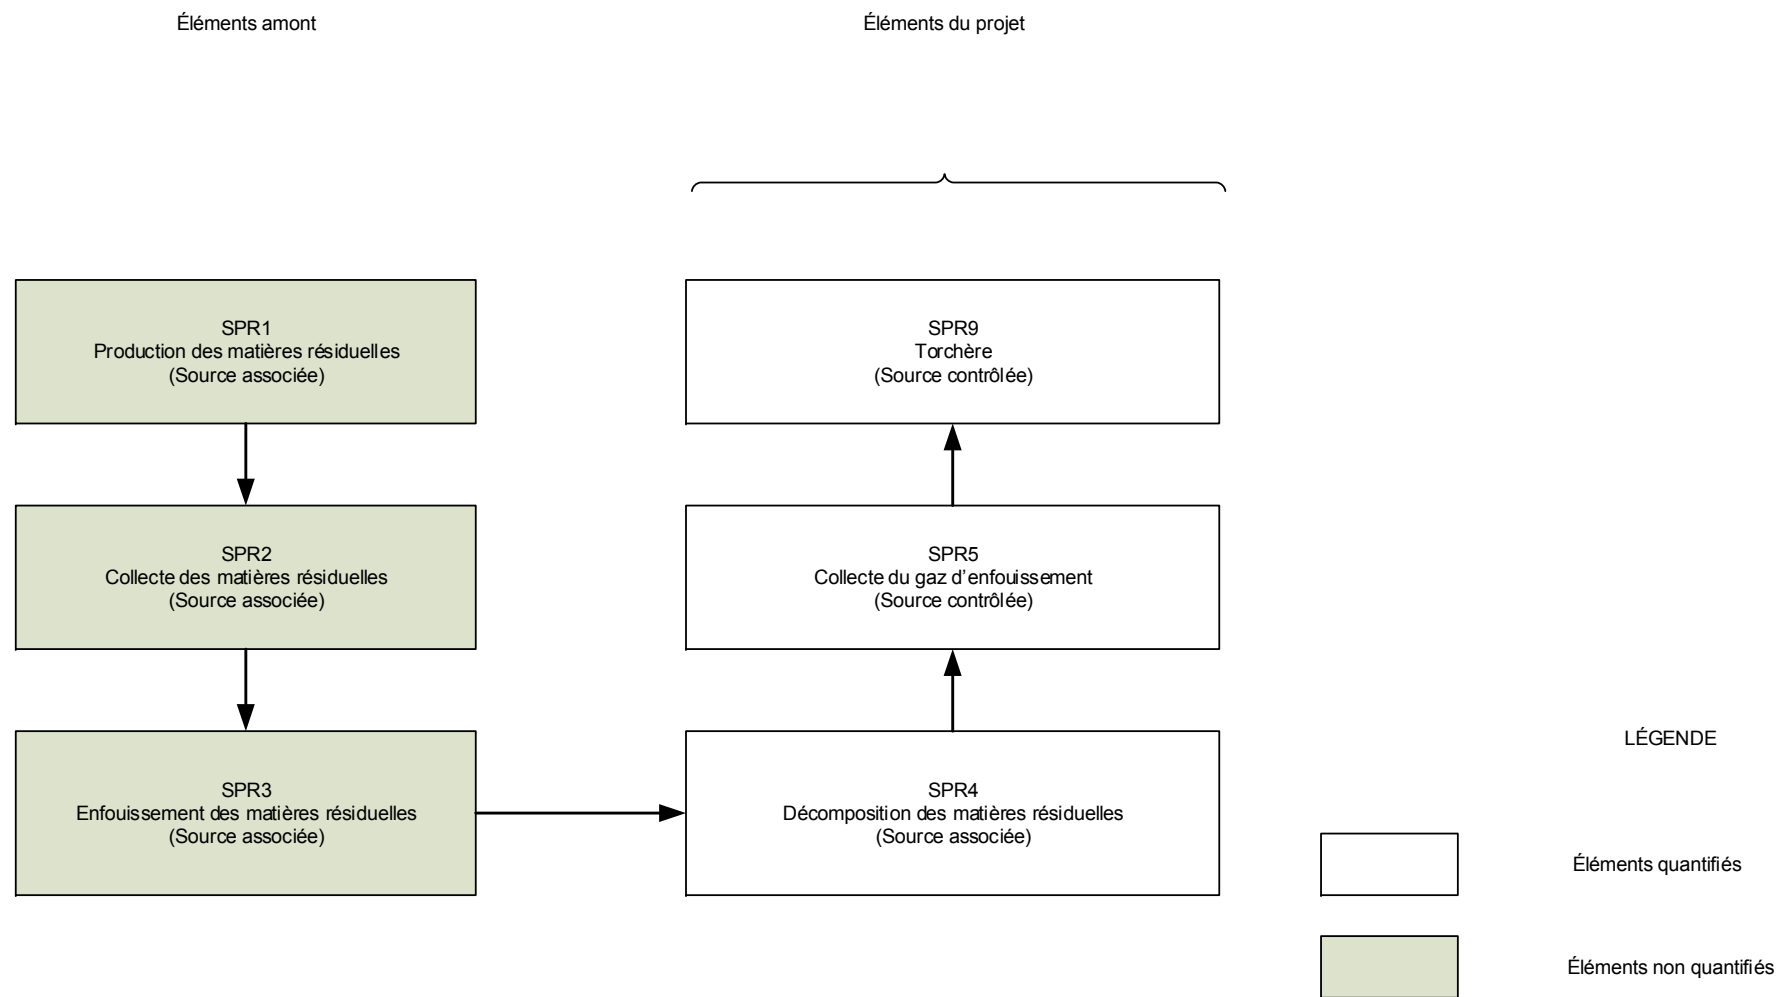 Éléments amont
Éléments du projet
SPR1
Production des matières résiduelles
(Source associée)
SPR2
Collecte des matières résiduelles
(Source associée)
SPR3
Enfouissement des matières résiduelles
(Source associée)
SPR9
Torchère
(Source contrôlée)
SPR5
Collecte du gaz d’enfouissement
(Source contrôlée)
SPR4
Décomposition des matières résiduelles
(Source associée)
LÉGENDE
Éléments quantifiés
Éléments non quantifiés